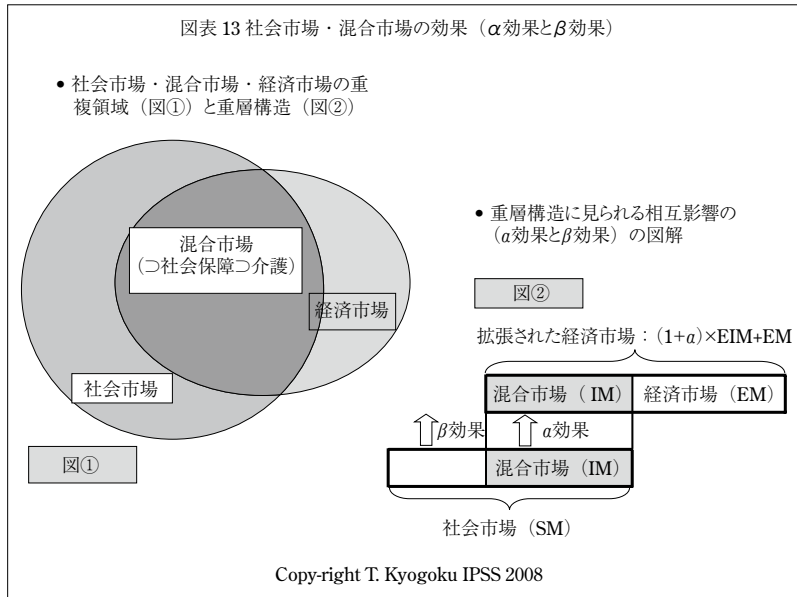 図表 13 社会市場・混合市場の効果（α効果とβ効果）
• 社会市場・混合市場・経済市場の重
複領域（図①）と重層構造（図②）
混合市場
（⊃社会保障⊃介護）
経済市場
社会市場
図①
• 重層構造に見られる相互影響の
（α効果とβ効果）の図解
図②
拡張された経済市場：(1+α)×EIM+EM
混合市場（ IM） 経済市場（EM）
β効果 α効果
混合市場（IM）
社会市場（SM）
Copy-right T. Kyogoku IPSS 2008